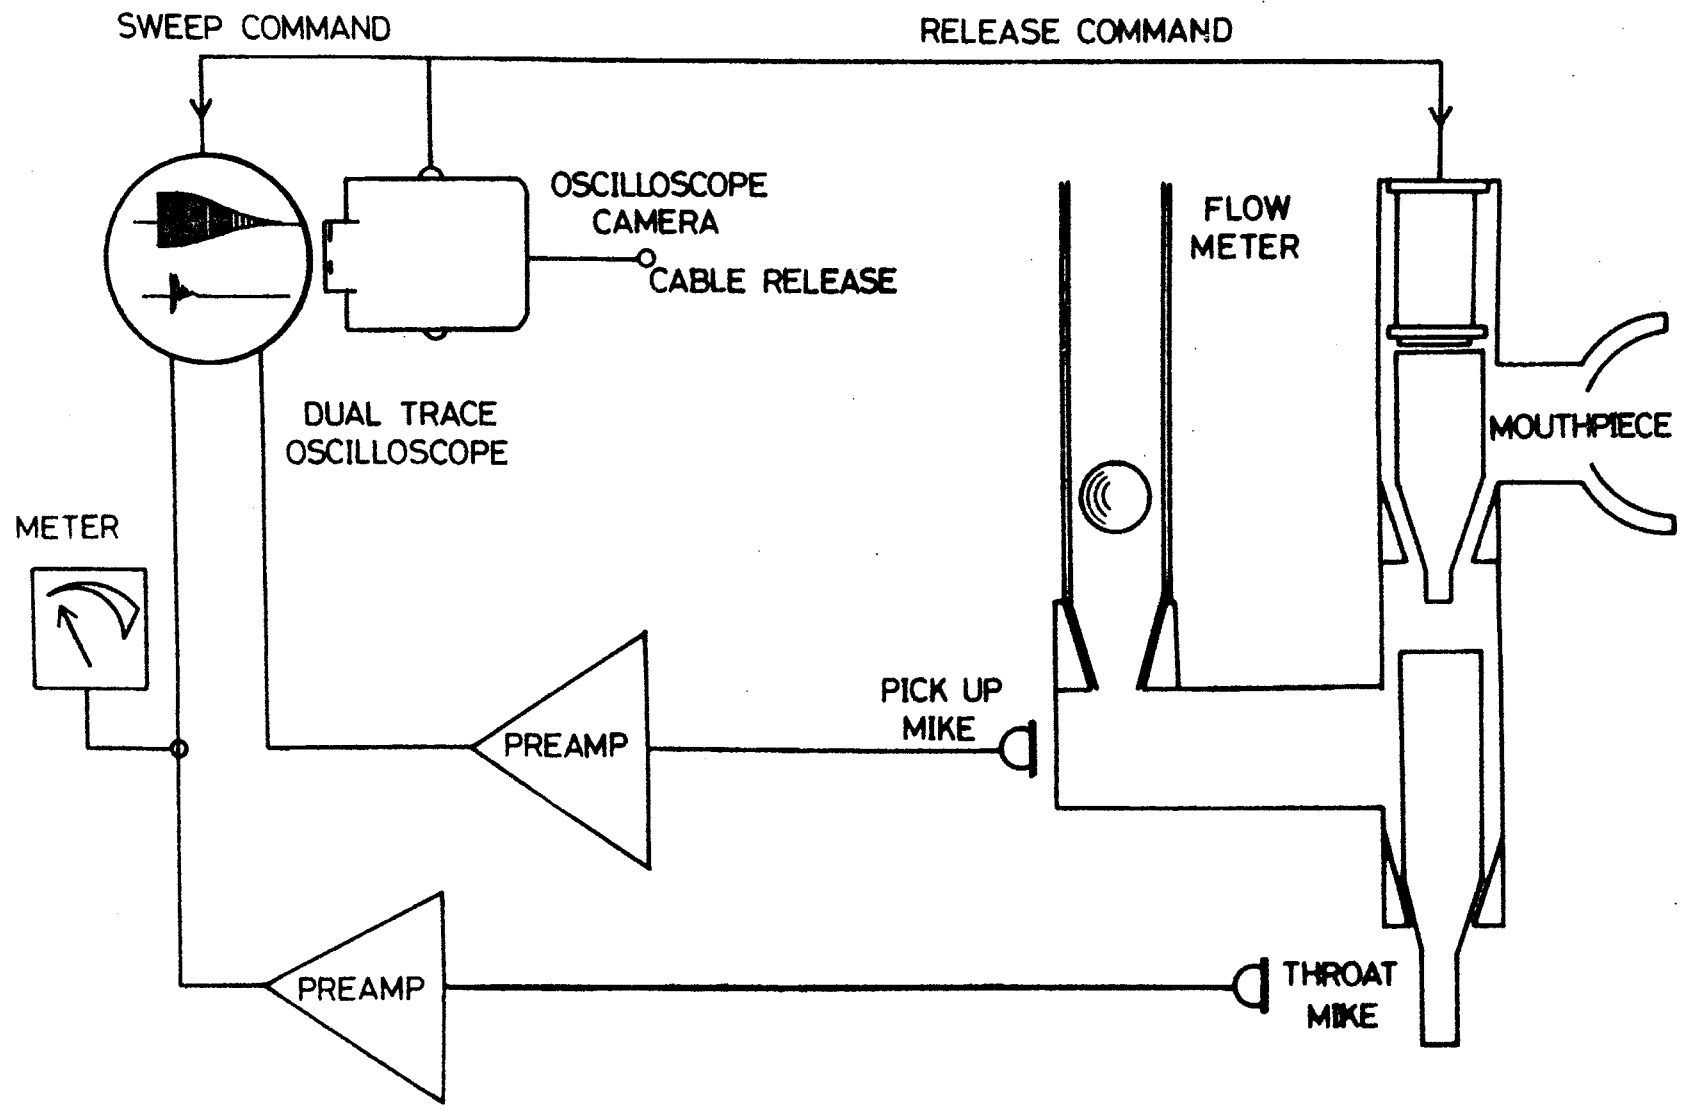 SWEEP COMMAND
RELEASE COMMAND
OSCILLOSCOPE
CAMERA
CABLE RELEASE
FLOW
METER
MOUTHPIECE
DUAL TRACE
OSCILLOSCOPE
METER
PICK UP
MIKE
PREAMP
PREAMP
THROAT
MIKE